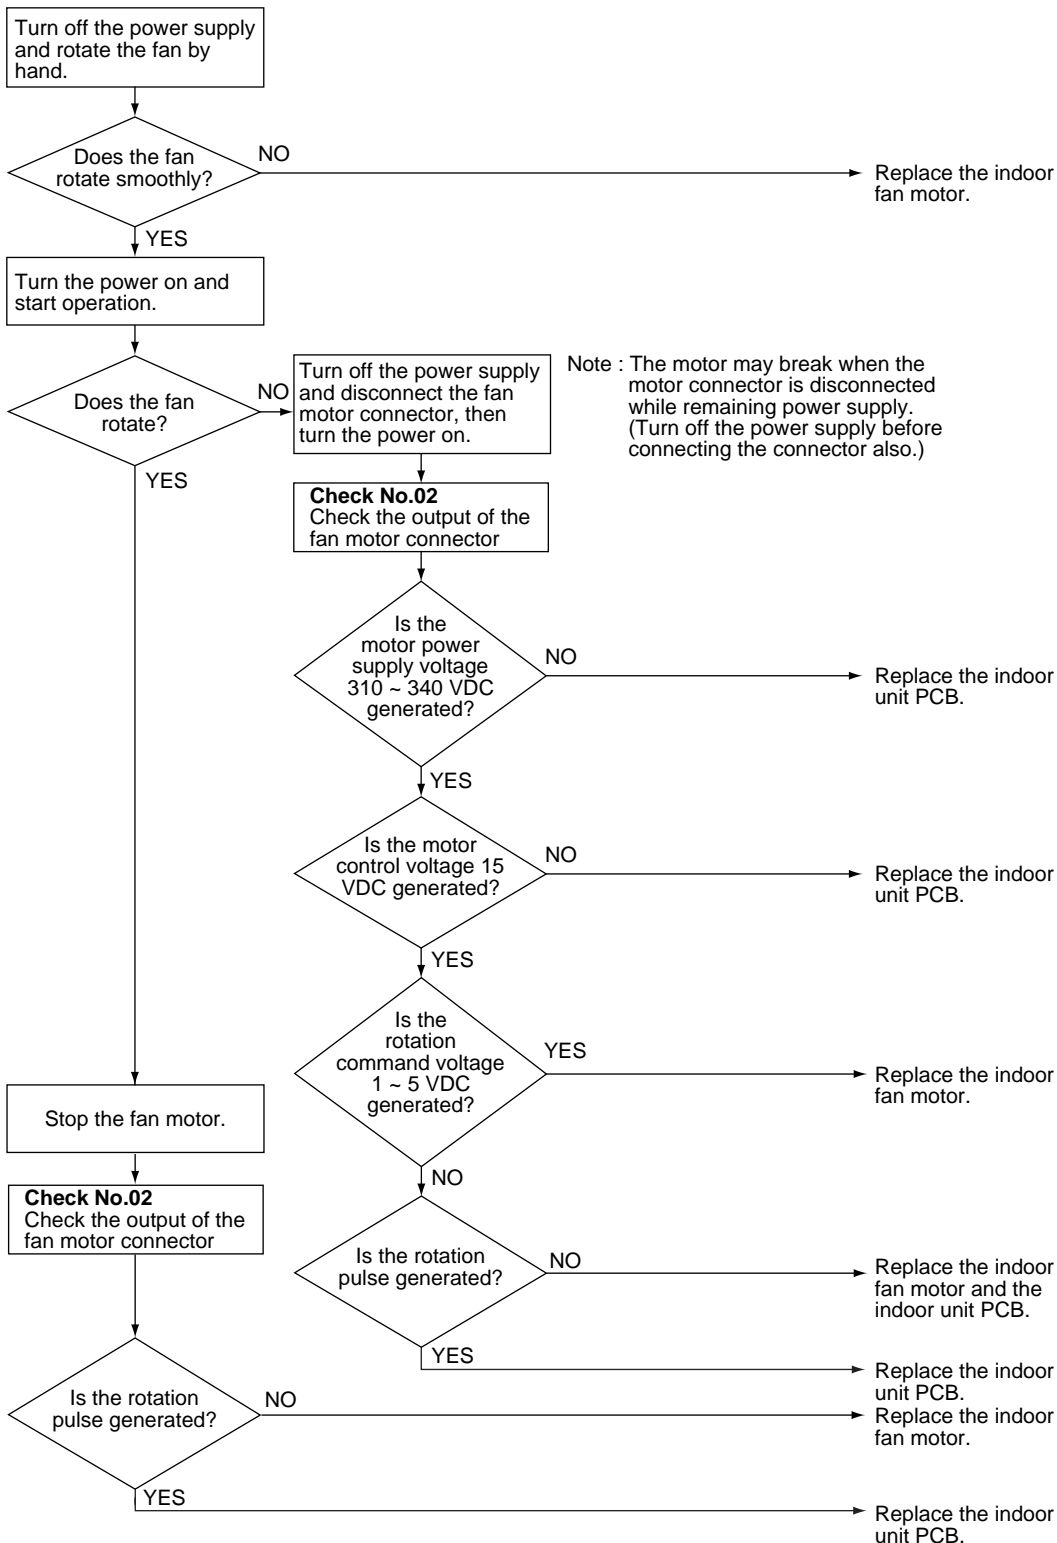 Turn off the power supply
and rotate the fan by
hand.
Does the fan
rotate smoothly?
NO
Replace the indoor
fan motor.
YES
Turn the power on and
start operation.
Does the fan
rotate?
NO
Turn off the power supply
and disconnect the fan
motor connector, then
turn the power on.
Note : The motor may break when the
motor connector is disconnected
while remaining power supply.
(Turn off the power supply before
connecting the connector also.)
YES
Check No.02
Check the output of the
fan motor connector
Is the
motor power
supply voltage
310 ~ 340 VDC
generated?
NO
Replace the indoor
unit PCB.
YES
Is the motor
control voltage 15
VDC generated?
NO
Replace the indoor
unit PCB.
YES
Is the
rotation
command voltage
1 ~ 5 VDC
generated?
YES
Replace the indoor
fan motor.
NO
Stop the fan motor.
Check No.02
Check the output of the
fan motor connector
Is the rotation
pulse generated?
NO
Replace the indoor
fan motor and the
indoor unit PCB.
YES
Replace the indoor
unit PCB.
Is the rotation
pulse generated?
NO
Replace the indoor
fan motor.
YES
Replace the indoor
unit PCB.